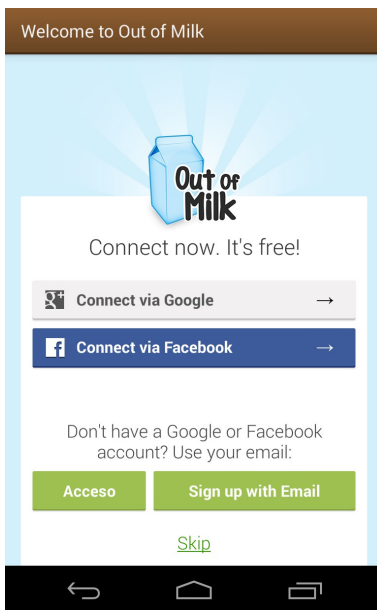 Welcome to Out of Milk
Out of
Milk
Connect now. It's free!
Connect via Google →
Connect via Facebook →
Don't have a Google or Facebook
account? Use your email:
Acceso
Sign up with Email
Skip